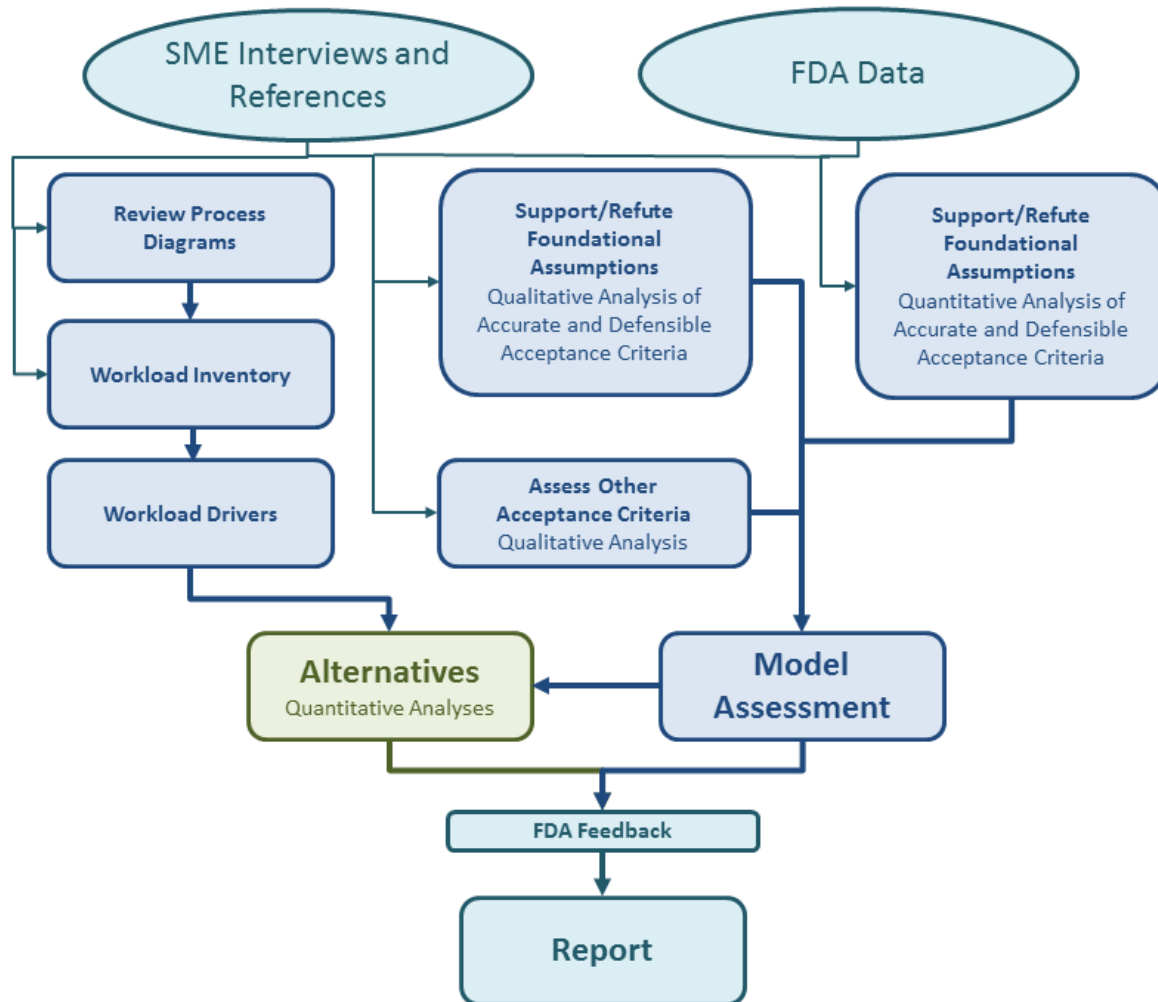 SME Interviews and
References
FDA Data
Review Process
Diagrams
Support/Refute
Foundational
Assumptions
Qualitative Analysis of
Accurate and Defensible
Acceptance Criteria
Support/Refute
Foundational
Assumptions
Quantitative Analysis of
Accurate and Defensible
Acceptance Criteria
Workload Inventory
Workload Drivers
Assess Other
Acceptance Criteria
Qualitative Analysis
Alternatives
Quantitative Analyses
Model
Assessment
FDA Feedback
Report